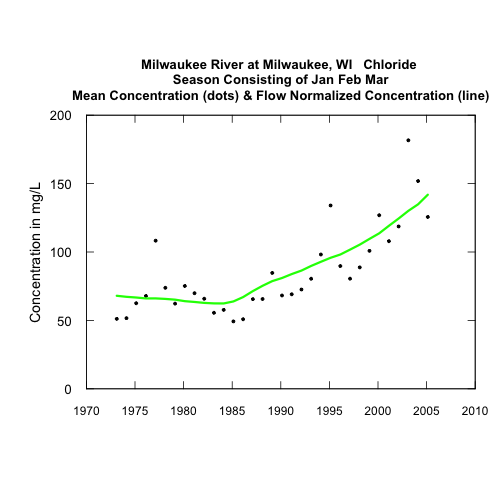 Milwaukee River at Milwaukee, WI   Chloride
Season Consisting of Jan Feb Mar
Mean Concentration (dots) & Flow Normalized Concentration (line)
200
150
100
50
0
Concentration in mg/L
1970 1975 1980 1985 1990 1995 2000 2005 2010